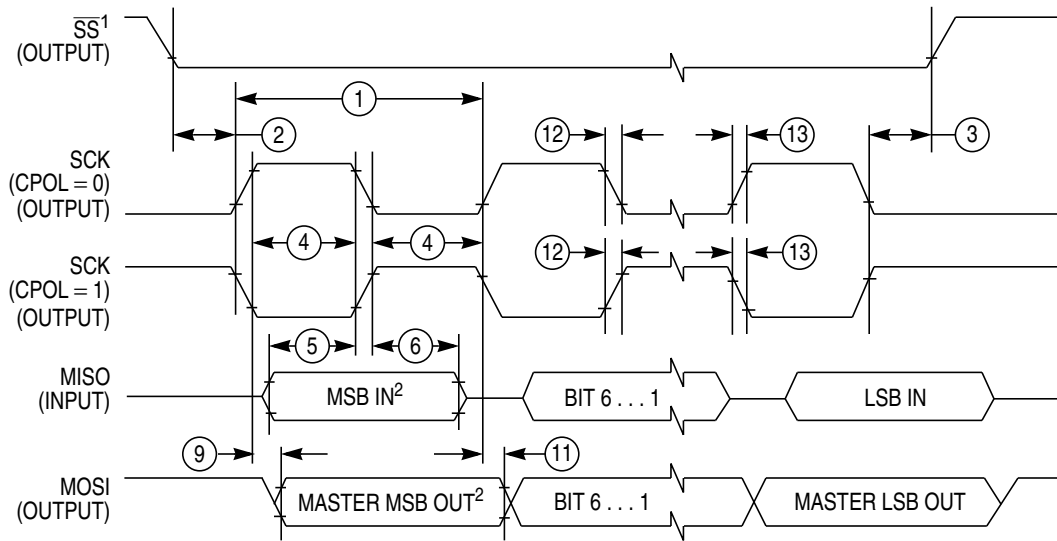 S̅S̅¹
(OUTPUT)
1
2
12
13
3
SCK
(CPOL = 0)
(OUTPUT)
4
4
12
13
SCK
(CPOL = 1)
(OUTPUT)
5
6
MISO
(INPUT)
MSB IN²
BIT 6 . . . 1
LSB IN
9
11
MOSI
(OUTPUT)
MASTER MSB OUT²
BIT 6 . . . 1
MASTER LSB OUT